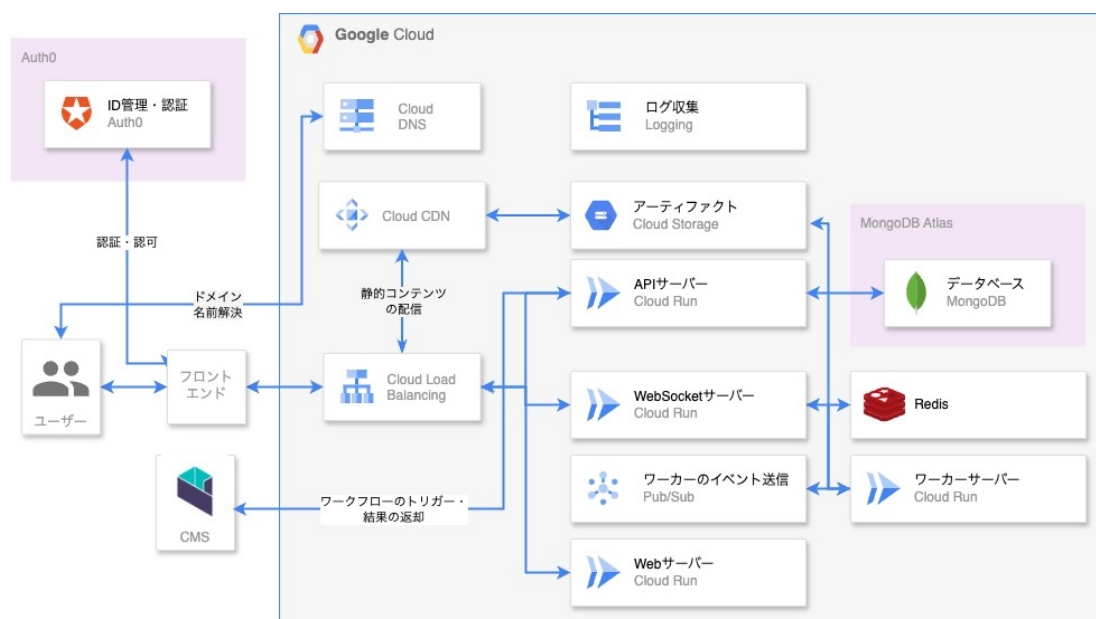 Google Cloud
Auth0
ID管理・認証
Auth0
Cloud
DNS
ログ収集
Logging
Cloud CDN
アーティファクト
Cloud Storage
MongoDB Atlas
認証・認可
ドメイン
名前解決
静的コンテンツ
の配信
APIサーバー
Cloud Run
データベース
MongoDB
ユーザー
フロント
エンド
Cloud Load
Balancing
WebSocketサーバー
Cloud Run
Redis
ワーカーのイベント送信
Pub/Sub
ワーカーサーバー
Cloud Run
CMS
ワークフローのトリガー・
結果の返却
Webサーバー
Cloud Run